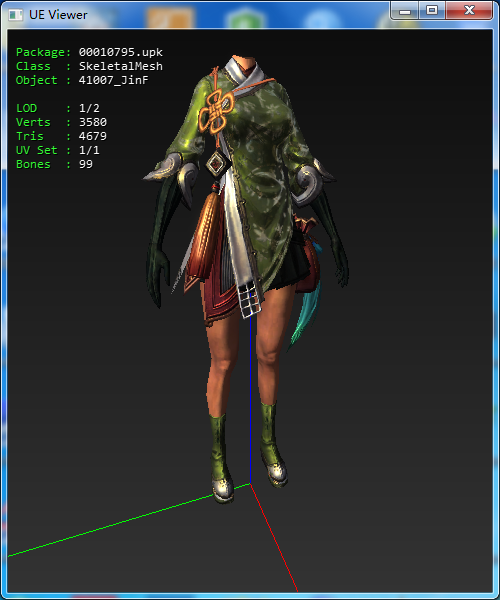 UE Viewer
Package: 00010795.upk
Class : SkeletalMesh
Object : 41007_JinF
LOD : 1/2
Verts : 3580
Tris : 4679
UV Set : 1/1
Bones : 99